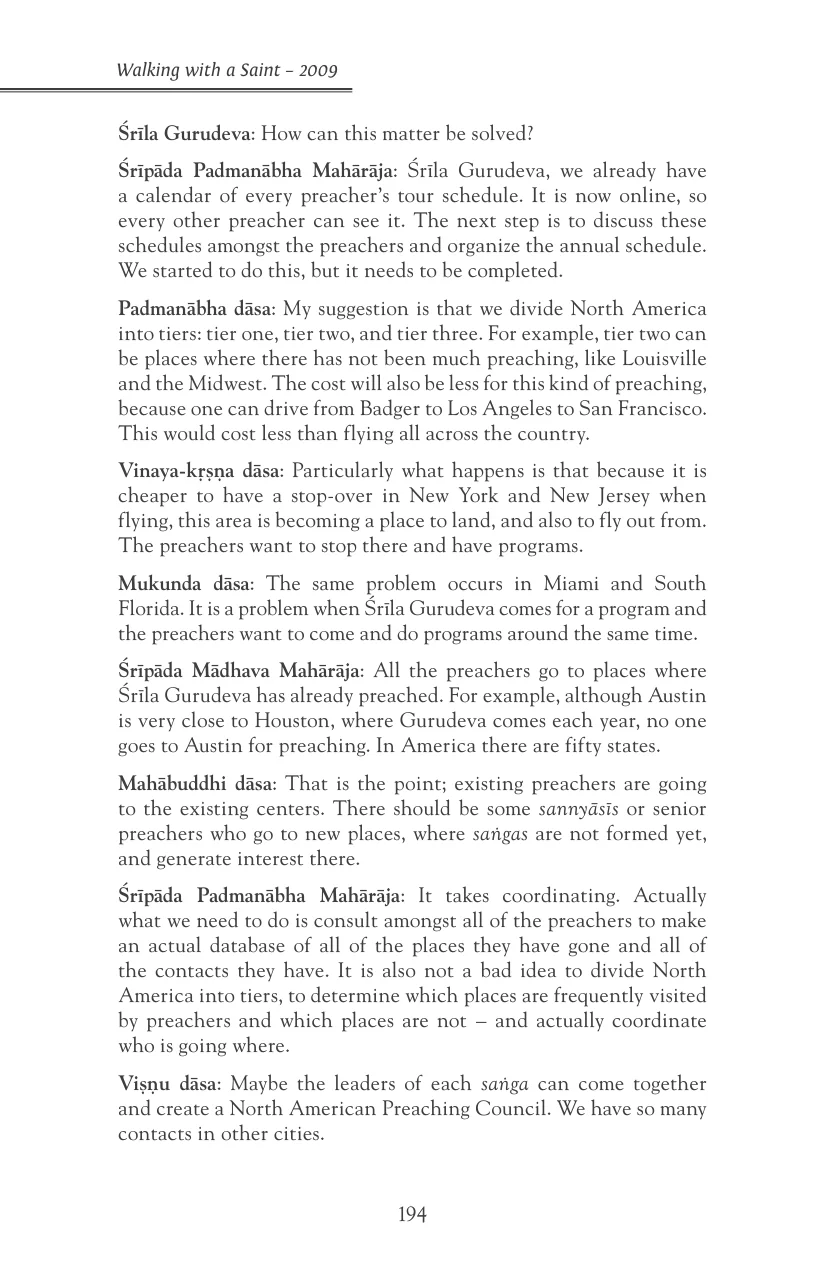 Walking with a Saint – 2009
Śrīla Gurudeva: How can this matter be solved?
Śrīpāda Padmanābha Mahārāja: Śrīla Gurudeva, we already have
a calendar of every preacher’s tour schedule. It is now online, so
every other preacher can see it. The next step is to discuss these
schedules amongst the preachers and organize the annual schedule.
We started to do this, but it needs to be completed.
Padmanābha dāsa: My suggestion is that we divide North America
into tiers: tier one, tier two, and tier three. For example, tier two can
be places where there has not been much preaching, like Louisville
and the Midwest. The cost will also be less for this kind of preaching,
because one can drive from Badger to Los Angeles to San Francisco.
This would cost less than flying all across the country.
Vinaya-kṛṣṇa dāsa: Particularly what happens is that because it is
cheaper to have a stop-over in New York and New Jersey when
flying, this area is becoming a place to land, and also to fly out from.
The preachers want to stop there and have programs.
Mukunda dāsa: The same problem occurs in Miami and South
Florida. It is a problem when Śrīla Gurudeva comes for a program and
the preachers want to come and do programs around the same time.
Śrīpāda Mādhava Mahārāja: All the preachers go to places where
Śrīla Gurudeva has already preached. For example, although Austin
is very close to Houston, where Gurudeva comes each year, no one
goes to Austin for preaching. In America there are fifty states.
Mahābuddhi dāsa: That is the point; existing preachers are going
to the existing centers. There should be some sannyāsīs or senior
preachers who go to new places, where saṅgas are not formed yet,
and generate interest there.
Śrīpāda Padmanābha Mahārāja: It takes coordinating. Actually
what we need to do is consult amongst all of the preachers to make
an actual database of all of the places they have gone and all of
the contacts they have. It is also not a bad idea to divide North
America into tiers, to determine which places are frequently visited
by preachers and which places are not – and actually coordinate
who is going where.
Viṣṇu dāsa: Maybe the leaders of each saṅga can come together
and create a North American Preaching Council. We have so many
contacts in other cities.
194